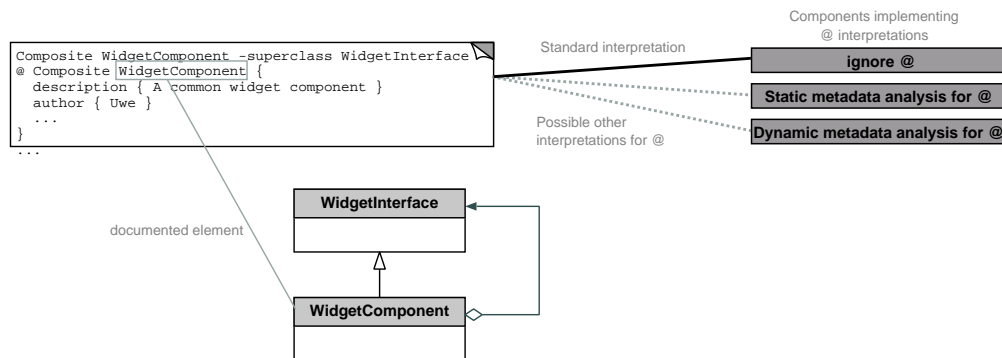 Components implementing
@ interpretations
Standard interpretation
Composite WidgetComponent -superclass WidgetInterface
@ Composite WidgetComponent {
description { A common widget component }
author { Uwe }
...
}
...
ignore @
Static metadata analysis for @
Dynamic metadata analysis for @
Possible other
interpretations for @
WidgetInterface
documented element
WidgetComponent